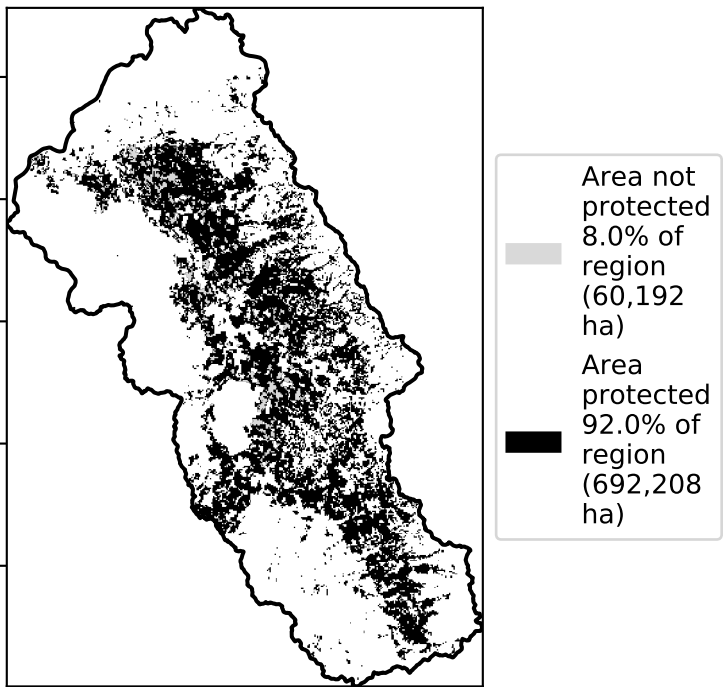 Area not
protected
8.0% of
region
(60,192
ha)
Area
protected
92.0% of
region
(692,208
ha)